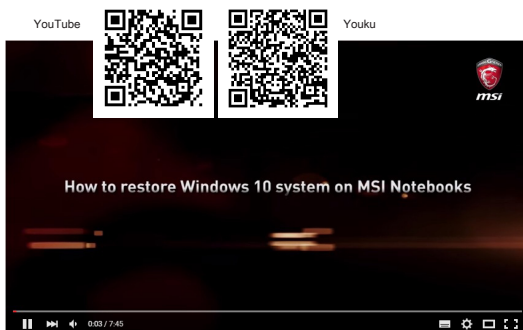 YouTube
Youku
msi
How to restore Windows 10 system on MSI Notebooks
0:03 / 7:45